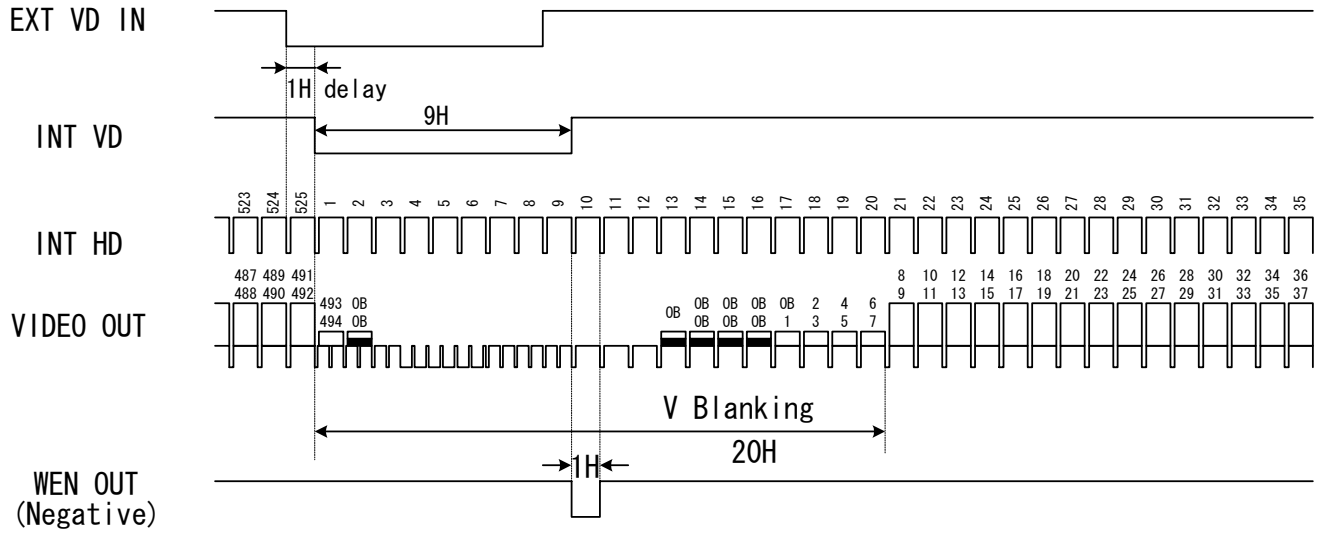 EXT VD IN
1H delay
9H
INT VD
523 524 525 1 2 3 4 5 6 7 8 9 10 11 12 13 14 15 16 17 18 19 20 21 22 23 24 25 26 27 28 29 30 31 32 33 34 35
INT HD
487 489 491 8 10 12 14 16 18 20 22 24 26 28 30 32 34 36
488 490 492 493 OB OB OB OB OB OB 2 4 6 9 11 13 15 17 19 21 23 25 27 29 31 33 35 37
VIDEO OUT
494 OB OB OB OB 1 3 5 7
V Blanking
20H
1H
WEN OUT
(Negative)